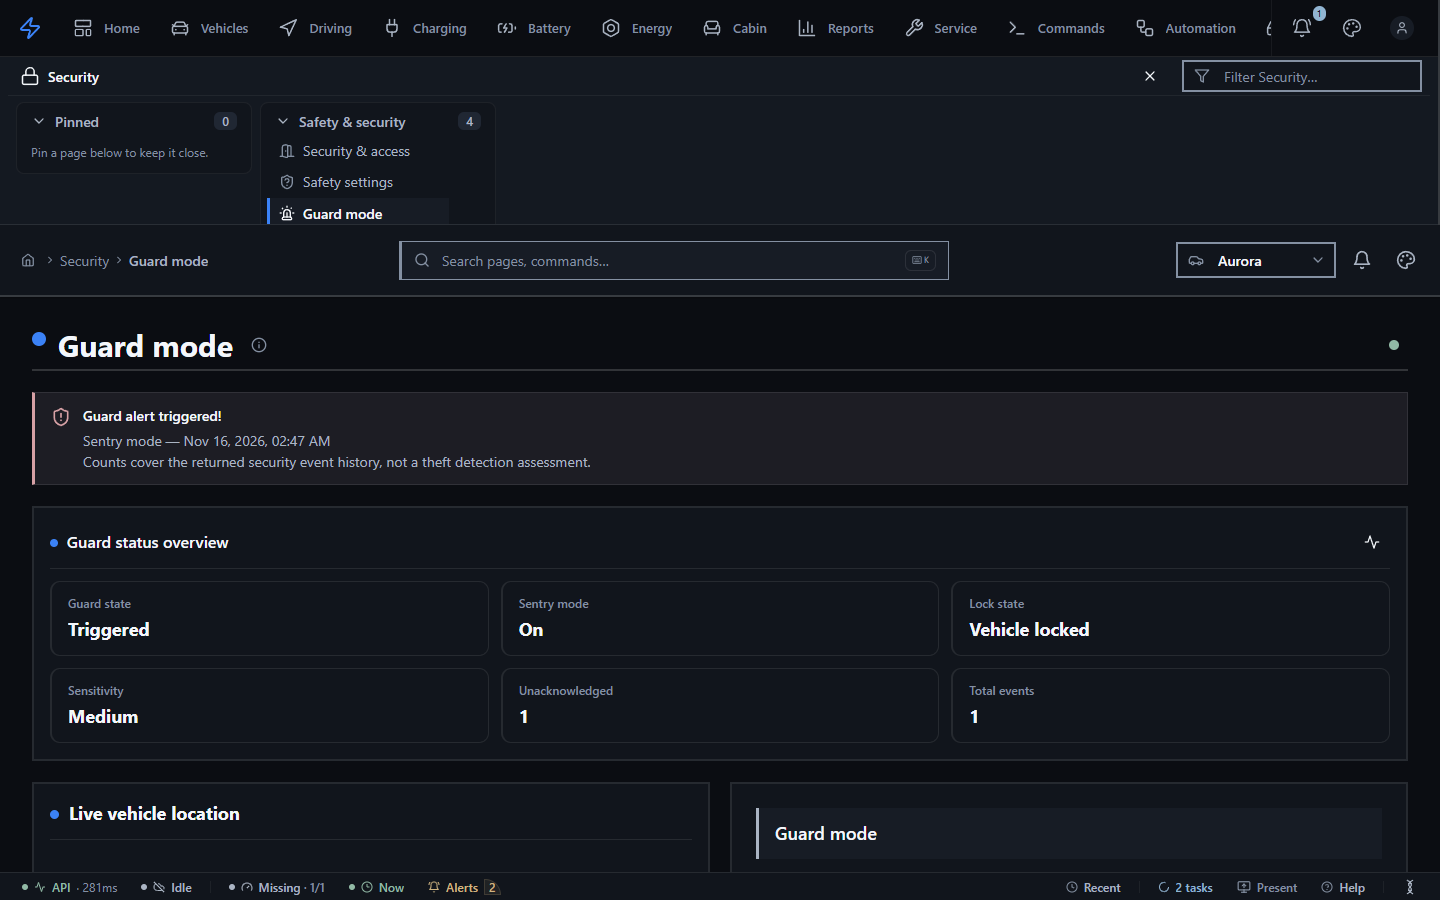 Home Vehicles Driving Charging Battery Energy Cabin Reports Service Commands Automation 1
Security
Filter Security...
Pinned 0
Pin a page below to keep it close.
Safety & security 4
Security & access
Safety settings
Guard mode
Security Guard mode
Search pages, commands...
K
Aurora
Guard mode
Guard alert triggered!
Sentry mode — Nov 16, 2026, 02:47 AM
Counts cover the returned security event history, not a theft detection assessment.
Guard status overview
Guard state
Triggered
Sentry mode
On
Lock state
Vehicle locked
Sensitivity
Medium
Unacknowledged
1
Total events
1
Live vehicle location
Guard mode
API · 281ms Idle Missing · 1/1 Now Alerts 2 Recent 2 tasks Present Help